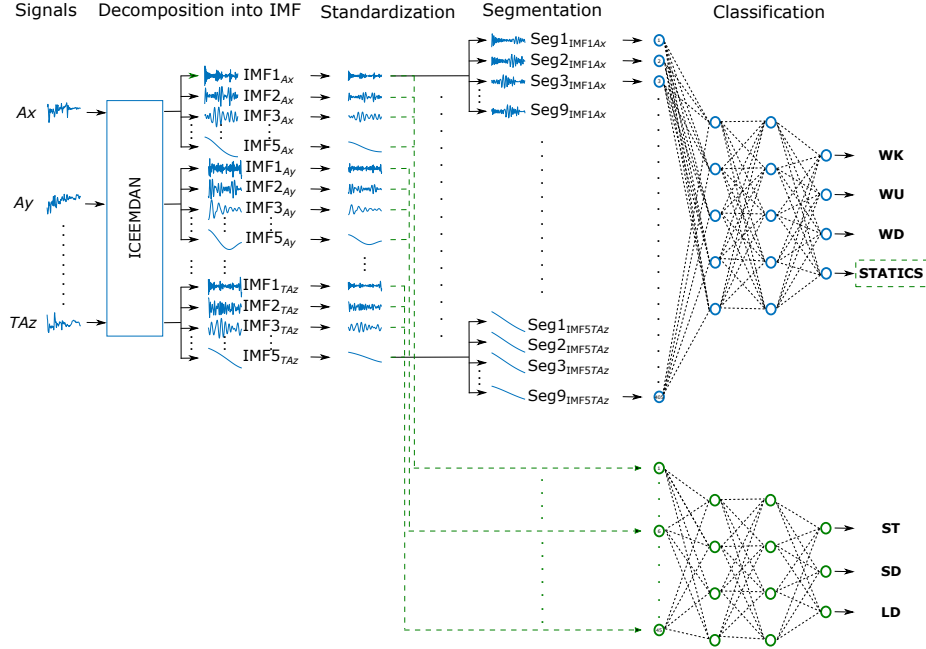 Signals Decomposition into IMF Standardization Segmentation Classification
Ax
Ay
TAz
ICEEMDAN
IMF1Ax
IMF2Ax
IMF3Ax
IMF5Ax
IMF1Ay
IMF2Ay
IMF3Ay
IMF5Ay
IMF1TAz
IMF2TAz
IMF3TAz
IMF5TAz
Seg1IMF1Ax
Seg2IMF1Ax
Seg3IMF1Ax
Seg9IMF1Ax
Seg1IMF5TAz
Seg2IMF5TAz
Seg3IMF5TAz
Seg9IMF5TAz
WK
WU
WD
STATICS
ST
SD
LD